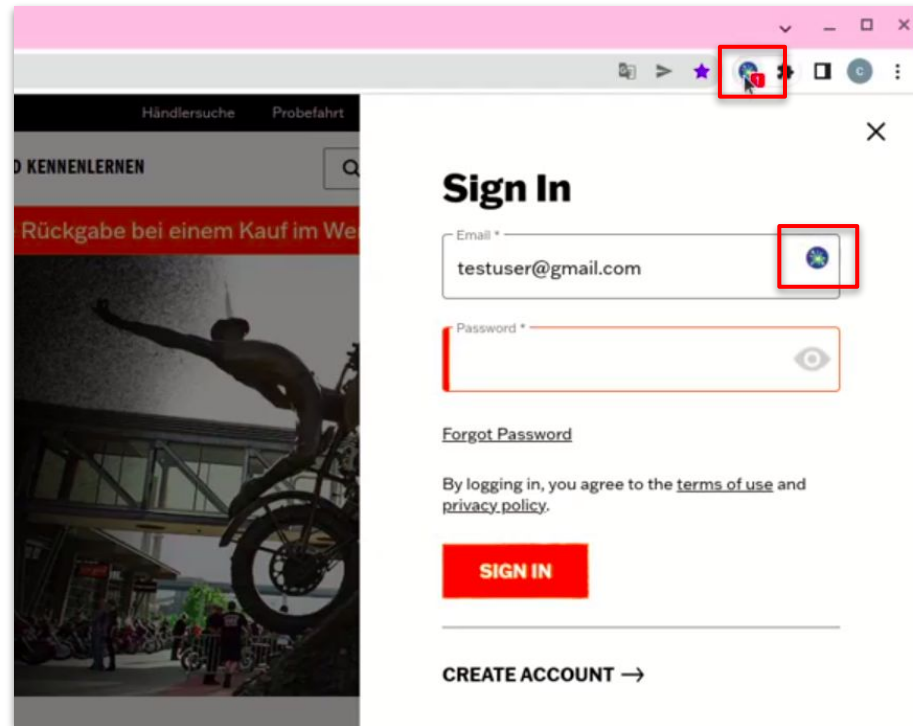 1
C
Händlersuche Probefahrt
D KENNENLERNEN
Rückgabe bei einem Kauf im We
Sign In
Email *
testuser@gmail.com
Password *
Forgot Password
By logging in, you agree to the terms of use and
privacy policy.
SIGN IN
CREATE ACCOUNT →